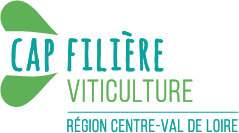 CAP FILIÈRE
VITICULTURE
RÉGION CENTRE-VAL DE LOIRE